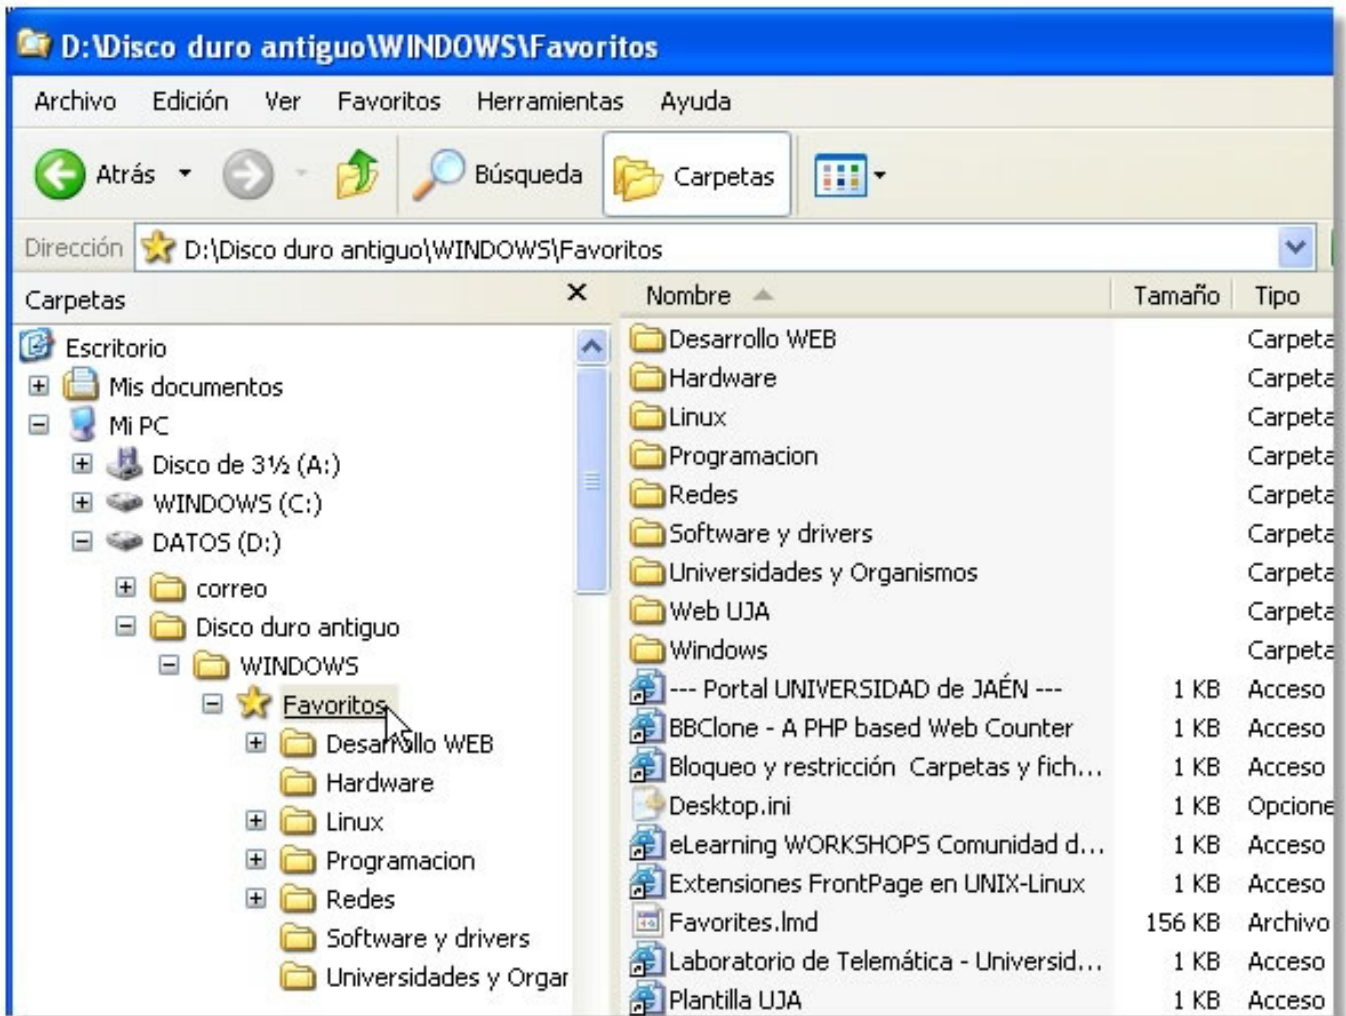 D:\Disco duro antiguo\WINDOWS\Favoritos
Archivo Edición Ver Favoritos Herramientas Ayuda
Atrás Búsqueda Carpetas
Dirección D:\Disco duro antiguo\WINDOWS\Favoritos
Carpetas
Escritorio
Mis documentos
Mi PC
Disco de 3½ (A:)
WINDOWS (C:)
DATOS (D:)
correo
Disco duro antiguo
WINDOWS
Favoritos
Desarrollo WEB
Hardware
Linux
Programacion
Redes
Software y drivers
Universidades y Organ
Nombre Tamaño Tipo
Desarrollo WEB Carpeta
Hardware Carpeta
Linux Carpeta
Programacion Carpeta
Redes Carpeta
Software y drivers Carpeta
Universidades y Organismos Carpeta
Web UJA Carpeta
Windows Carpeta
--- Portal UNIVERSIDAD de JAÉN --- 1 KB Acceso
BBClone - A PHP based Web Counter 1 KB Acceso
Bloqueo y restricción Carpetas y fich... 1 KB Acceso
Desktop.ini 1 KB Opcione
eLearning WORKSHOPS Comunidad d... 1 KB Acceso
Extensiones FrontPage en UNIX-Linux 1 KB Acceso
Favorites.lmd 156 KB Archivo
Laboratorio de Telemática - Universid... 1 KB Acceso
Plantilla UJA 1 KB Acceso